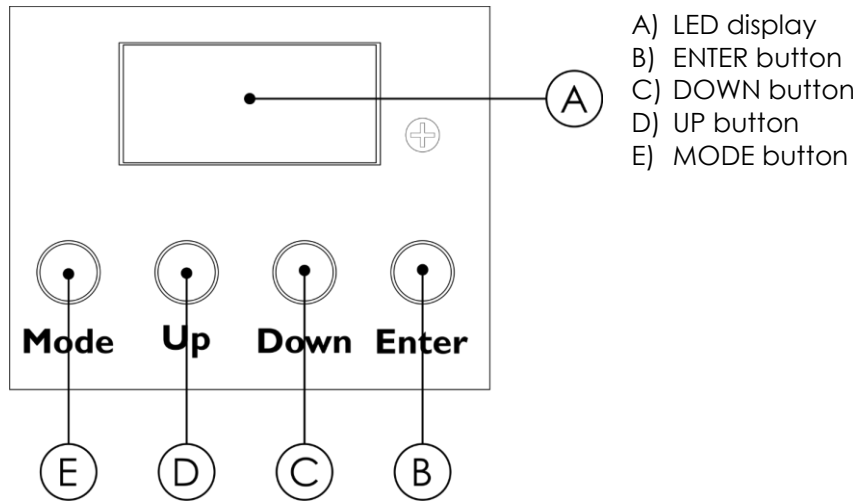 A) LED display
B) ENTER button
C) DOWN button
D) UP button
E) MODE button
A
Mode Up Down Enter
E D C B